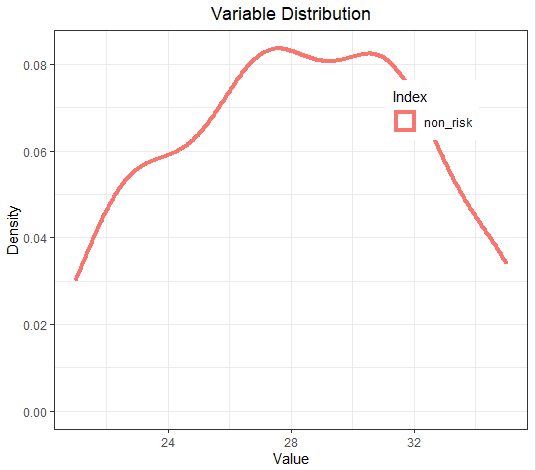 Variable Distribution
Density
0.08
0.06
0.04
0.02
0.00
Index
non_risk
24
28
32
Value